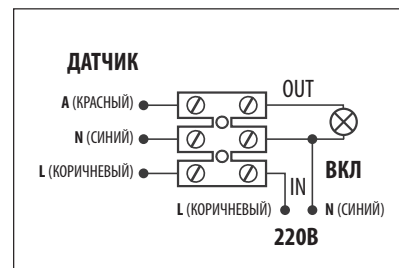 ДАТЧИК
OUT
А (КРАСНЫЙ)
N (СИНИЙ)
L (КОРИЧНЕВЫЙ)
ВКЛ
IN
L (КОРИЧНЕВЫЙ)
N (СИНИЙ)
220В